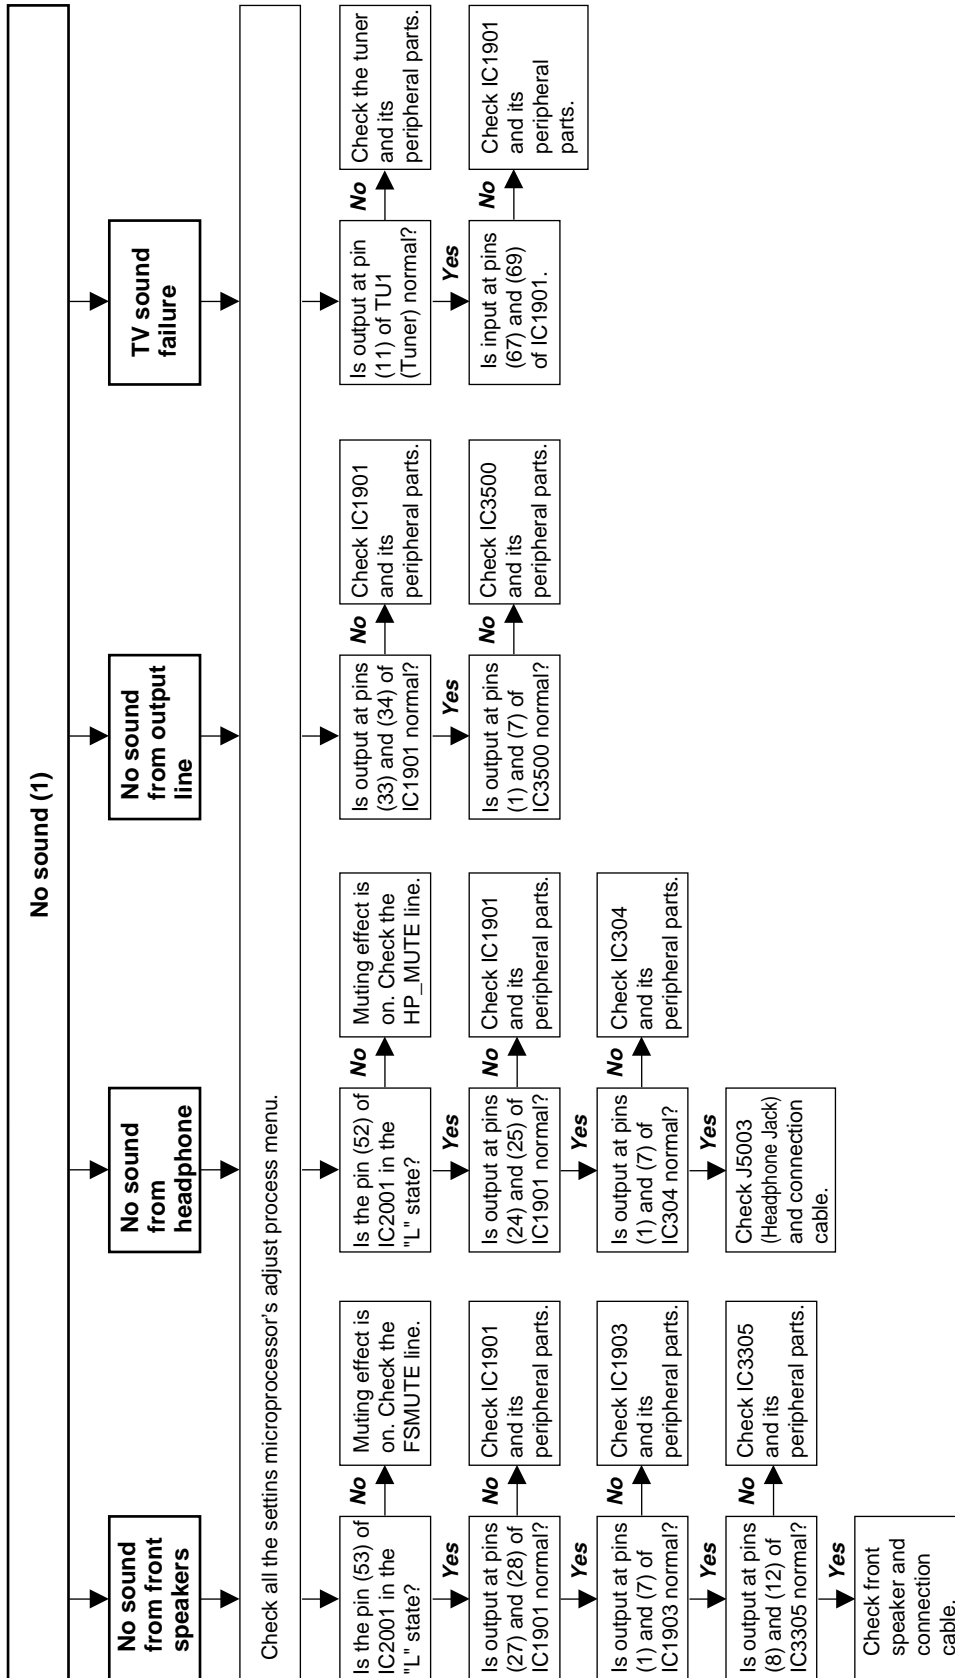 No sound (1)
No sound
from front
speakers
No sound
from
headphone
No sound
from output
line
TV sound
failure
Check all the settins microprocessor's adjust process menu.
Is the pin (53) of
IC2001 in the
"L" state?
No
Muting effect is
on. Check the
FSMUTE line.
Yes
Is output at pins
(27) and (28) of
IC1901 normal?
No
Check IC1901
and its
peripheral parts.
Yes
Is output at pins
(1) and (7) of
IC1903 normal?
No
Check IC1903
and its
peripheral parts.
Yes
Is output at pins
(8) and (12) of
IC3305 normal?
No
Check IC3305
and its
peripheral parts.
Yes
Check front
speaker and
connection
cable.
Is the pin (52) of
IC2001 in the
"L" state?
No
Muting effect is
on. Check the
HP_MUTE line.
Yes
Is output at pins
(24) and (25) of
IC1901 normal?
No
Check IC1901
and its
peripheral parts.
Yes
Is output at pins
(1) and (7) of
IC304 normal?
No
Check IC304
and its
peripheral parts.
Yes
Check J5003
(Headphone Jack)
and connection
cable.
Is output at pins
(33) and (34) of
IC1901 normal?
No
Check IC1901
and its
peripheral parts.
Yes
Is output at pins
(1) and (7) of
IC3500 normal?
No
Check IC3500
and its
peripheral parts.
Is output at pin
(11) of TU1
(Tuner) normal?
No
Check the tuner
and its
peripheral parts.
Yes
Is input at pins
(67) and (69)
of IC1901.
No
Check IC1901
and its
peripheral
parts.